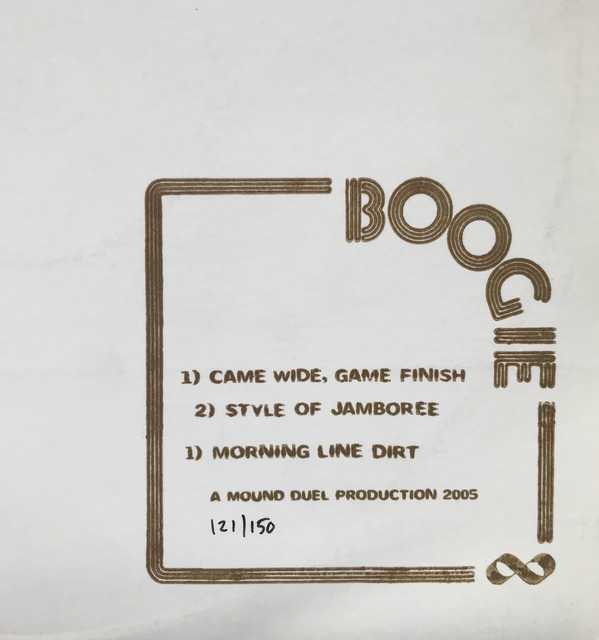 BOOGIE
1) CAME WIDE, GAME FINISH
2) STYLE OF JAMBOREE
1) MORNING LINE DIRT
A MOUND DUEL PRODUCTION 2005
121/150
8